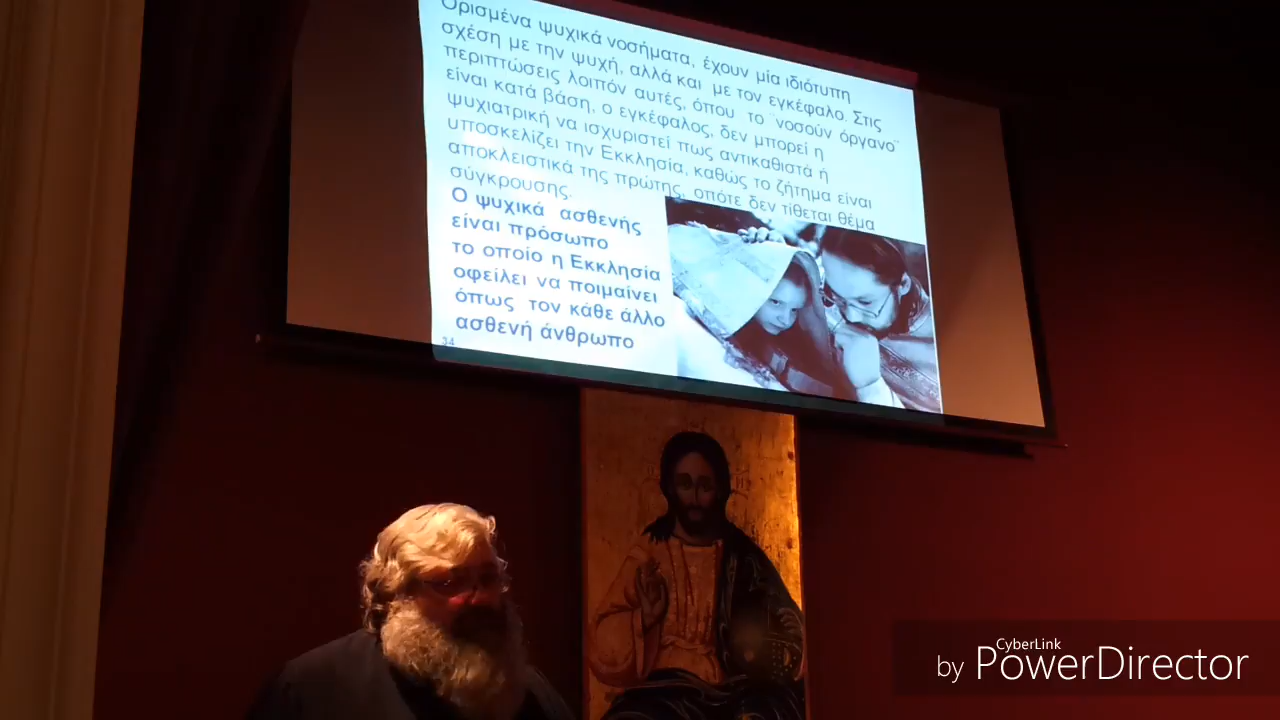 Ορισμένα ψυχικά νοσήματα, έχουν μία ιδιότυπη
σχέση με την ψυχή, αλλά και με τον εγκέφαλο. Στις
περιπτώσεις λοιπόν αυτές, όπου το ¨νοσούν όργανο¨
είναι κατά βάση, ο εγκέφαλος, δεν μπορεί η
ψυχιατρική να ισχυριστεί πως αντικαθιστά ή
υποσκελίζει την Εκκλησία, καθώς το ζήτημα είναι
αποκλειστικά της πρώτης, οπότε δεν τίθεται θέμα
σύγκρουσης.
Ο ψυχικά ασθενής
είναι πρόσωπο
το οποίο η Εκκλησία
οφείλει να ποιμαίνει
όπως τον κάθε άλλο
ασθενή άνθρωπο
34
by CyberLink PowerDirector